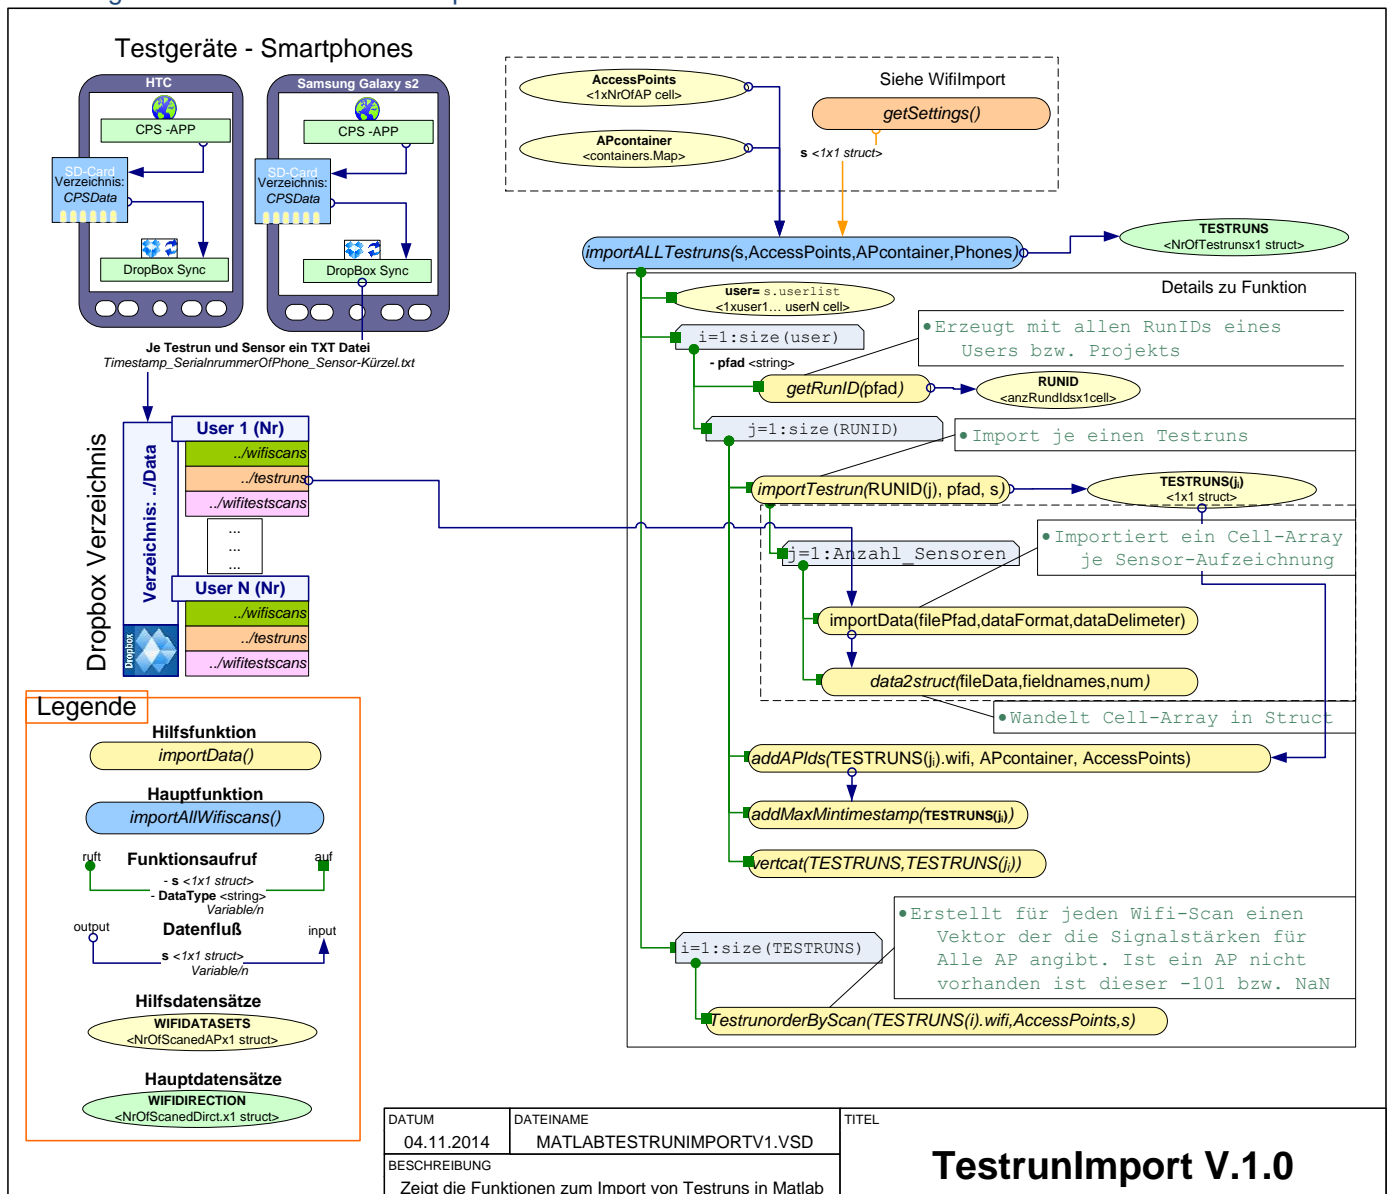 Testgeräte - Smartphones
HTC
CPS -APP
SD-Card
Verzeichnis:
CPSData
DropBox Sync
Samsung Galaxy s2
CPS -APP
SD-Card
Verzeichnis:
CPSData
DropBox Sync
Je Testrun und Sensor ein TXT Datei
Timestamp_SerialnrummerOfPhone_Sensor-Kürzel.txt
Dropbox Verzeichnis
Verzeichnis: ../Data
Dropbox
User 1 (Nr)
../wifiscans
../testruns
../wifitestscans
...
...
...
User N (Nr)
../wifiscans
../testruns
../wifitestscans
Legende
Hilfsfunktion
importData()
Hauptfunktion
importAllWifiscans()
ruft
Funktionsaufruf
auf
- s <1x1 struct>
- DataType <string>
Variable/n
output
Datenfluß
input
s <1x1 struct>
Variable/n
Hilfsdatensätze
WIFIDATASETS
<NrOfScanedAPx1 struct>
Hauptdatensätze
WIFIDIRECTION
<NrOfScanedDirct.x1 struct>
AccessPoints
<1xNrOfAP cell>
APcontainer
<containers.Map>
Siehe WifiImport
getSettings()
s <1x1 struct>
importALLTestruns(s,AccessPoints,APcontainer,Phones)
TESTRUNS
<NrOfTestrunsx1 struct>
Details zu Funktion
user= s.userlist
<1xuser1... userN cell>
i=1:size(user)
- pfad <string>
• Erzeugt mit allen RunIDs eines
Users bzw. Projekts
getRunID(pfad)
RUNID
<anzRundIdsx1cell>
j=1:size(RUNID)
• Import je einen Testruns
importTestrun(RUNID(j), pfad, s)
TESTRUNS(ji)
<1x1 struct>
j=1:Anzahl_Sensoren
• Importiert ein Cell-Array
je Sensor-Aufzeichnung
importData(filePfad,dataFormat,dataDelimeter)
data2struct(fileData,fieldnames,num)
• Wandelt Cell-Array in Struct
addAPIds(TESTRUNS(ji).wifi, APcontainer, AccessPoints)
addMaxMintimestamp(TESTRUNS(ji))
vertcat(TESTRUNS,TESTRUNS(ji))
• Erstellt für jeden Wifi-Scan einen
Vektor der die Signalstärken für
Alle AP angibt. Ist ein AP nicht
vorhanden ist dieser -101 bzw. NaN
i=1:size(TESTRUNS)
TestrunorderByScan(TESTRUNS(i).wifi,AccessPoints,s)
DATUM
04.11.2014
DATEINAME
MATLABTESTRUNIMPORTV1.VSD
TITEL
TestrunImport V.1.0
BESCHREIBUNG
Zeigt die Funktionen zum Import von Testruns in Matlab